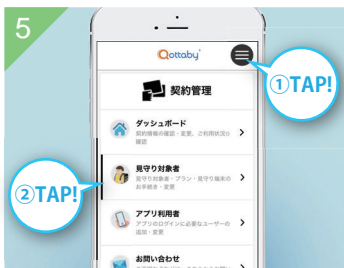 5
Qottaby
①TAP!
契約管理
ダッシュボード
契約情報の確認・変更、ご利用状況の
確認
見守り対象者
見守り対象者・プラン・見守り端末の
お手続き・変更
②TAP!
アプリ利用者
アプリのログインに必要なユーザーの
追加・変更
お問い合わせ